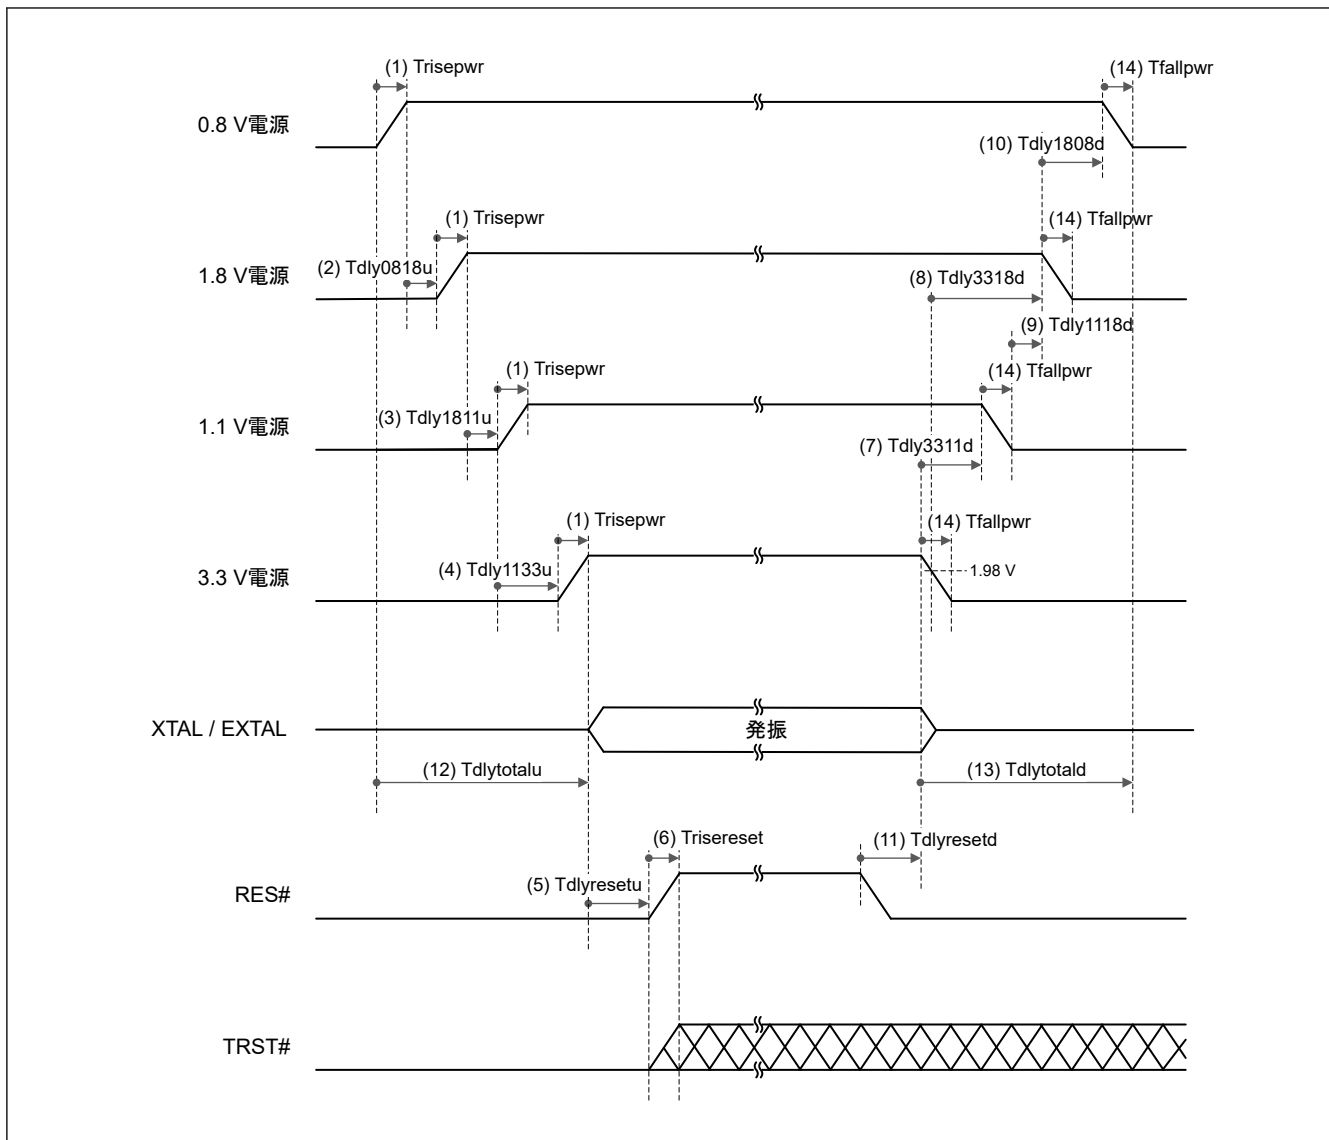 (1) Trisepwr
(14) Tfallpwr
0.8 V電源
(10) Tdly1808d
(1) Trisepwr
(14) Tfallpwr
(2) Tdly0818u
1.8 V電源
(8) Tdly3318d
(9) Tdly1118d
(1) Trisepwr
(14) Tfallpwr
(3) Tdly1811u
1.1 V電源
(7) Tdly3311d
(1) Trisepwr
(14) Tfallpwr
(4) Tdly1133u
1.98 V
3.3 V電源
XTAL / EXTAL
発振
(12) Tdlytotalu
(13) Tdlytotald
(6) Trisereset
(11) Tdlyresetd
(5) Tdlyresetu
RES#
TRST#